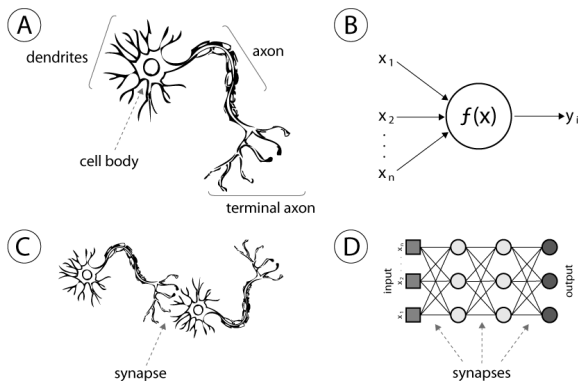 A
dendrites
axon
cell body
terminal axon
B
x1
x2
.
.
.
xn
f(x)
yi
C
synapse
D
input
x1 x2 . . . xn
output
synapses